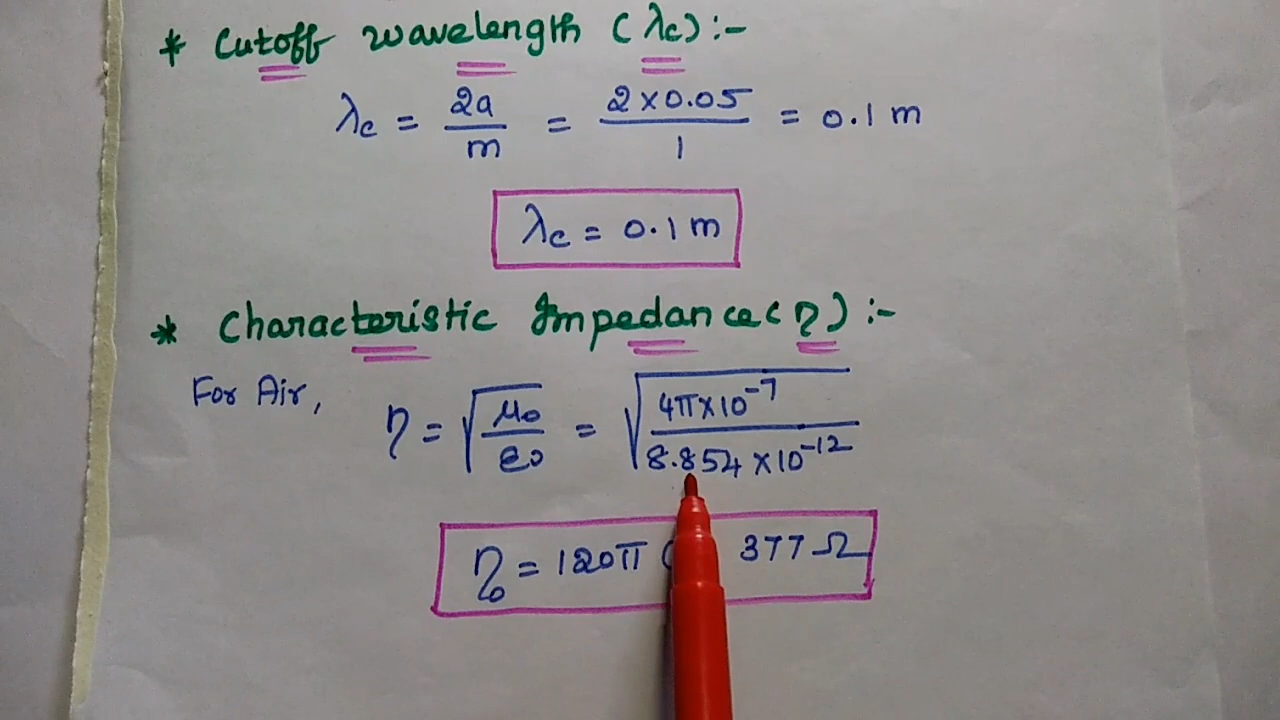 * Cutoff wavelength (λc):-
λc = 2a/m = 2×0.05/1 = 0.1 m
λc = 0.1 m
* Characteristic Impedance (η):-
For Air, η = √(μ₀/ε₀) = √(4π×10⁻⁷/8.854×10⁻¹²)
η₀ = 120π ( 377Ω